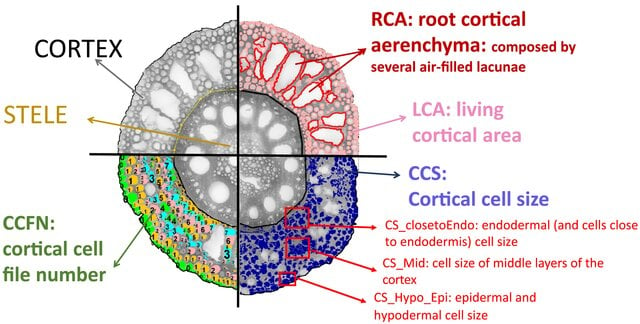 CORTEX
STELE
CCFN:
cortical cell
file number
RCA: root cortical
aerenchyma: composed by
several air-filled lacunae
LCA: living
cortical area
CCS:
Cortical cell size
CS_closetoEndo: endodermal (and cells close
to endodermis) cell size
CS_Mid: cell size of middle layers of the
cortex
CS_Hypo_Epi: epidermal and
hypodermal cell size